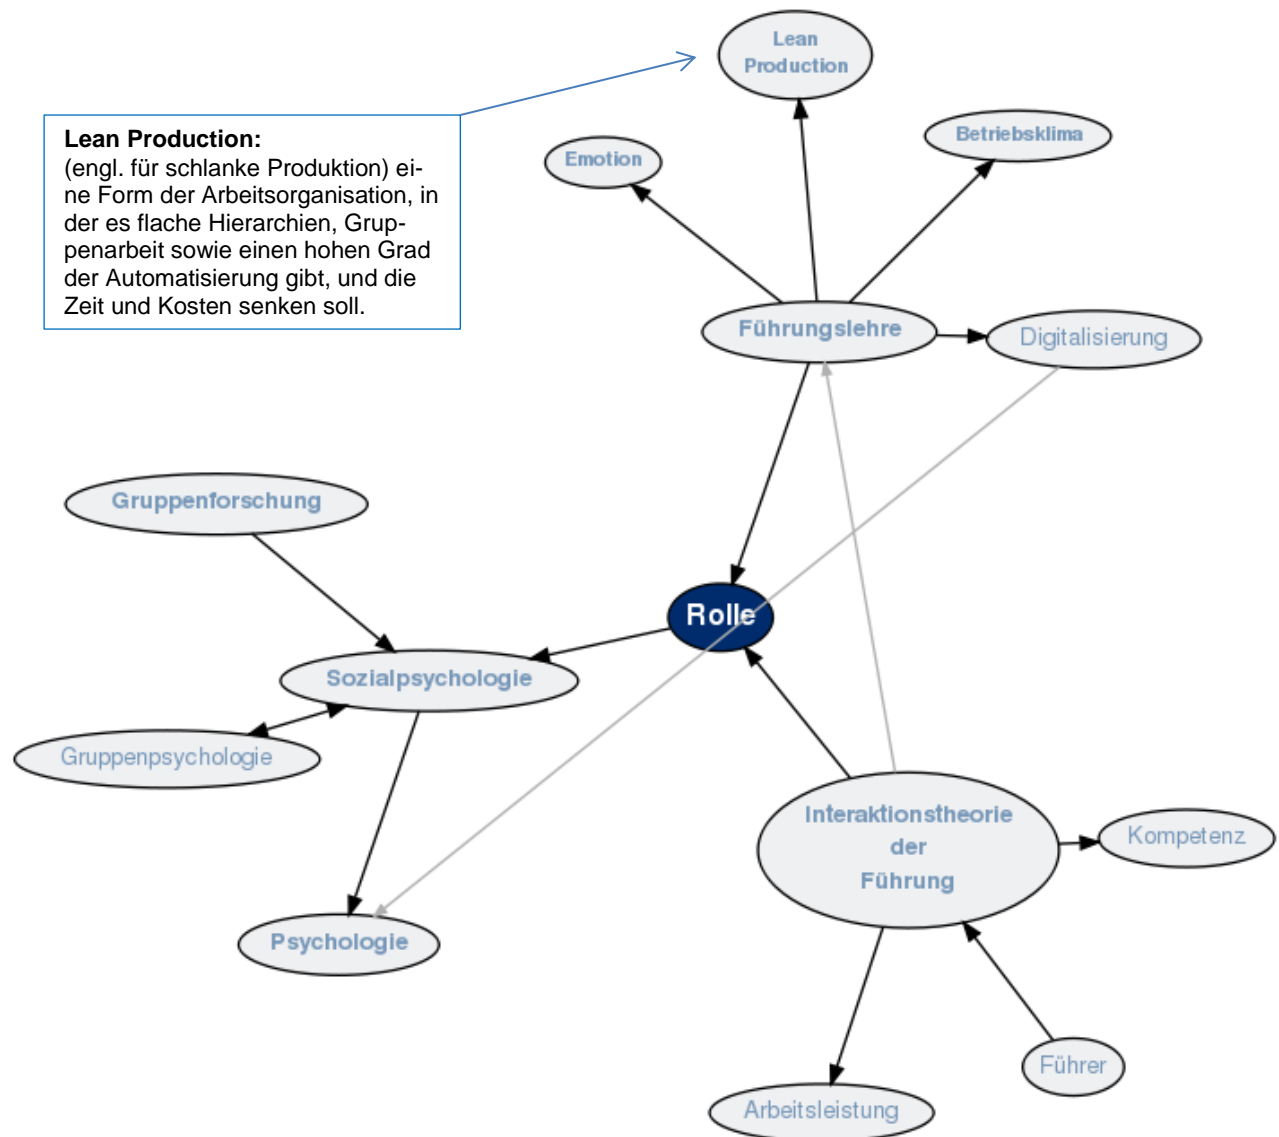 Lean
Production
Betriebsklima
Emotion
Lean Production:
(engl. für schlanke Produktion) ei-
ne Form der Arbeitsorganisation, in
der es flache Hierarchien, Grup-
penarbeit sowie einen hohen Grad
der Automatisierung gibt, und die
Zeit und Kosten senken soll.
Führungslehre
Digitalisierung
Gruppenforschung
Rolle
Sozialpsychologie
Gruppenpsychologie
Interaktionstheorie
der
Führung
Kompetenz
Psychologie
Führer
Arbeitsleistung